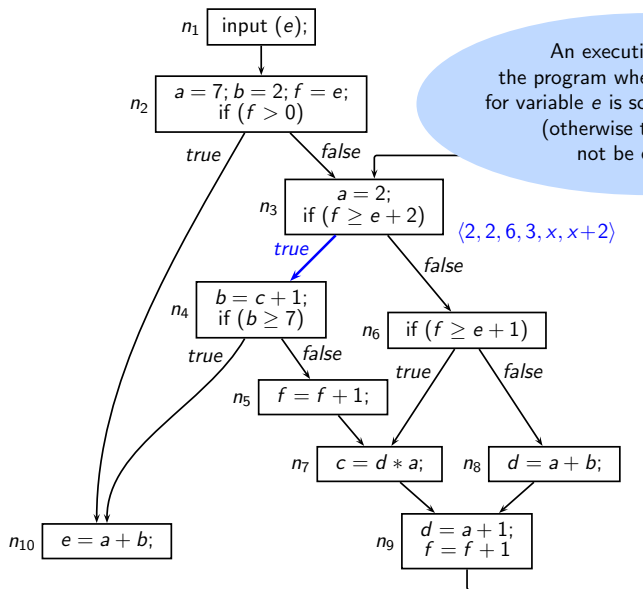 n1 input (e);
n2 a = 7; b = 2; f = e;
if (f > 0)
An executi
the program whe
for variable e is so
(otherwise t
not be
true
false
n3 a = 2;
if (f ≥ e + 2)
⟨2, 2, 6, 3, x, x+2⟩
true
false
n4 b = c + 1;
if (b ≥ 7)
n6 if (f ≥ e + 1)
true
false
true
false
n5 f = f + 1;
n7 c = d ∗ a;
n8 d = a + b;
n9 d = a + 1;
f = f + 1
n10 e = a + b;